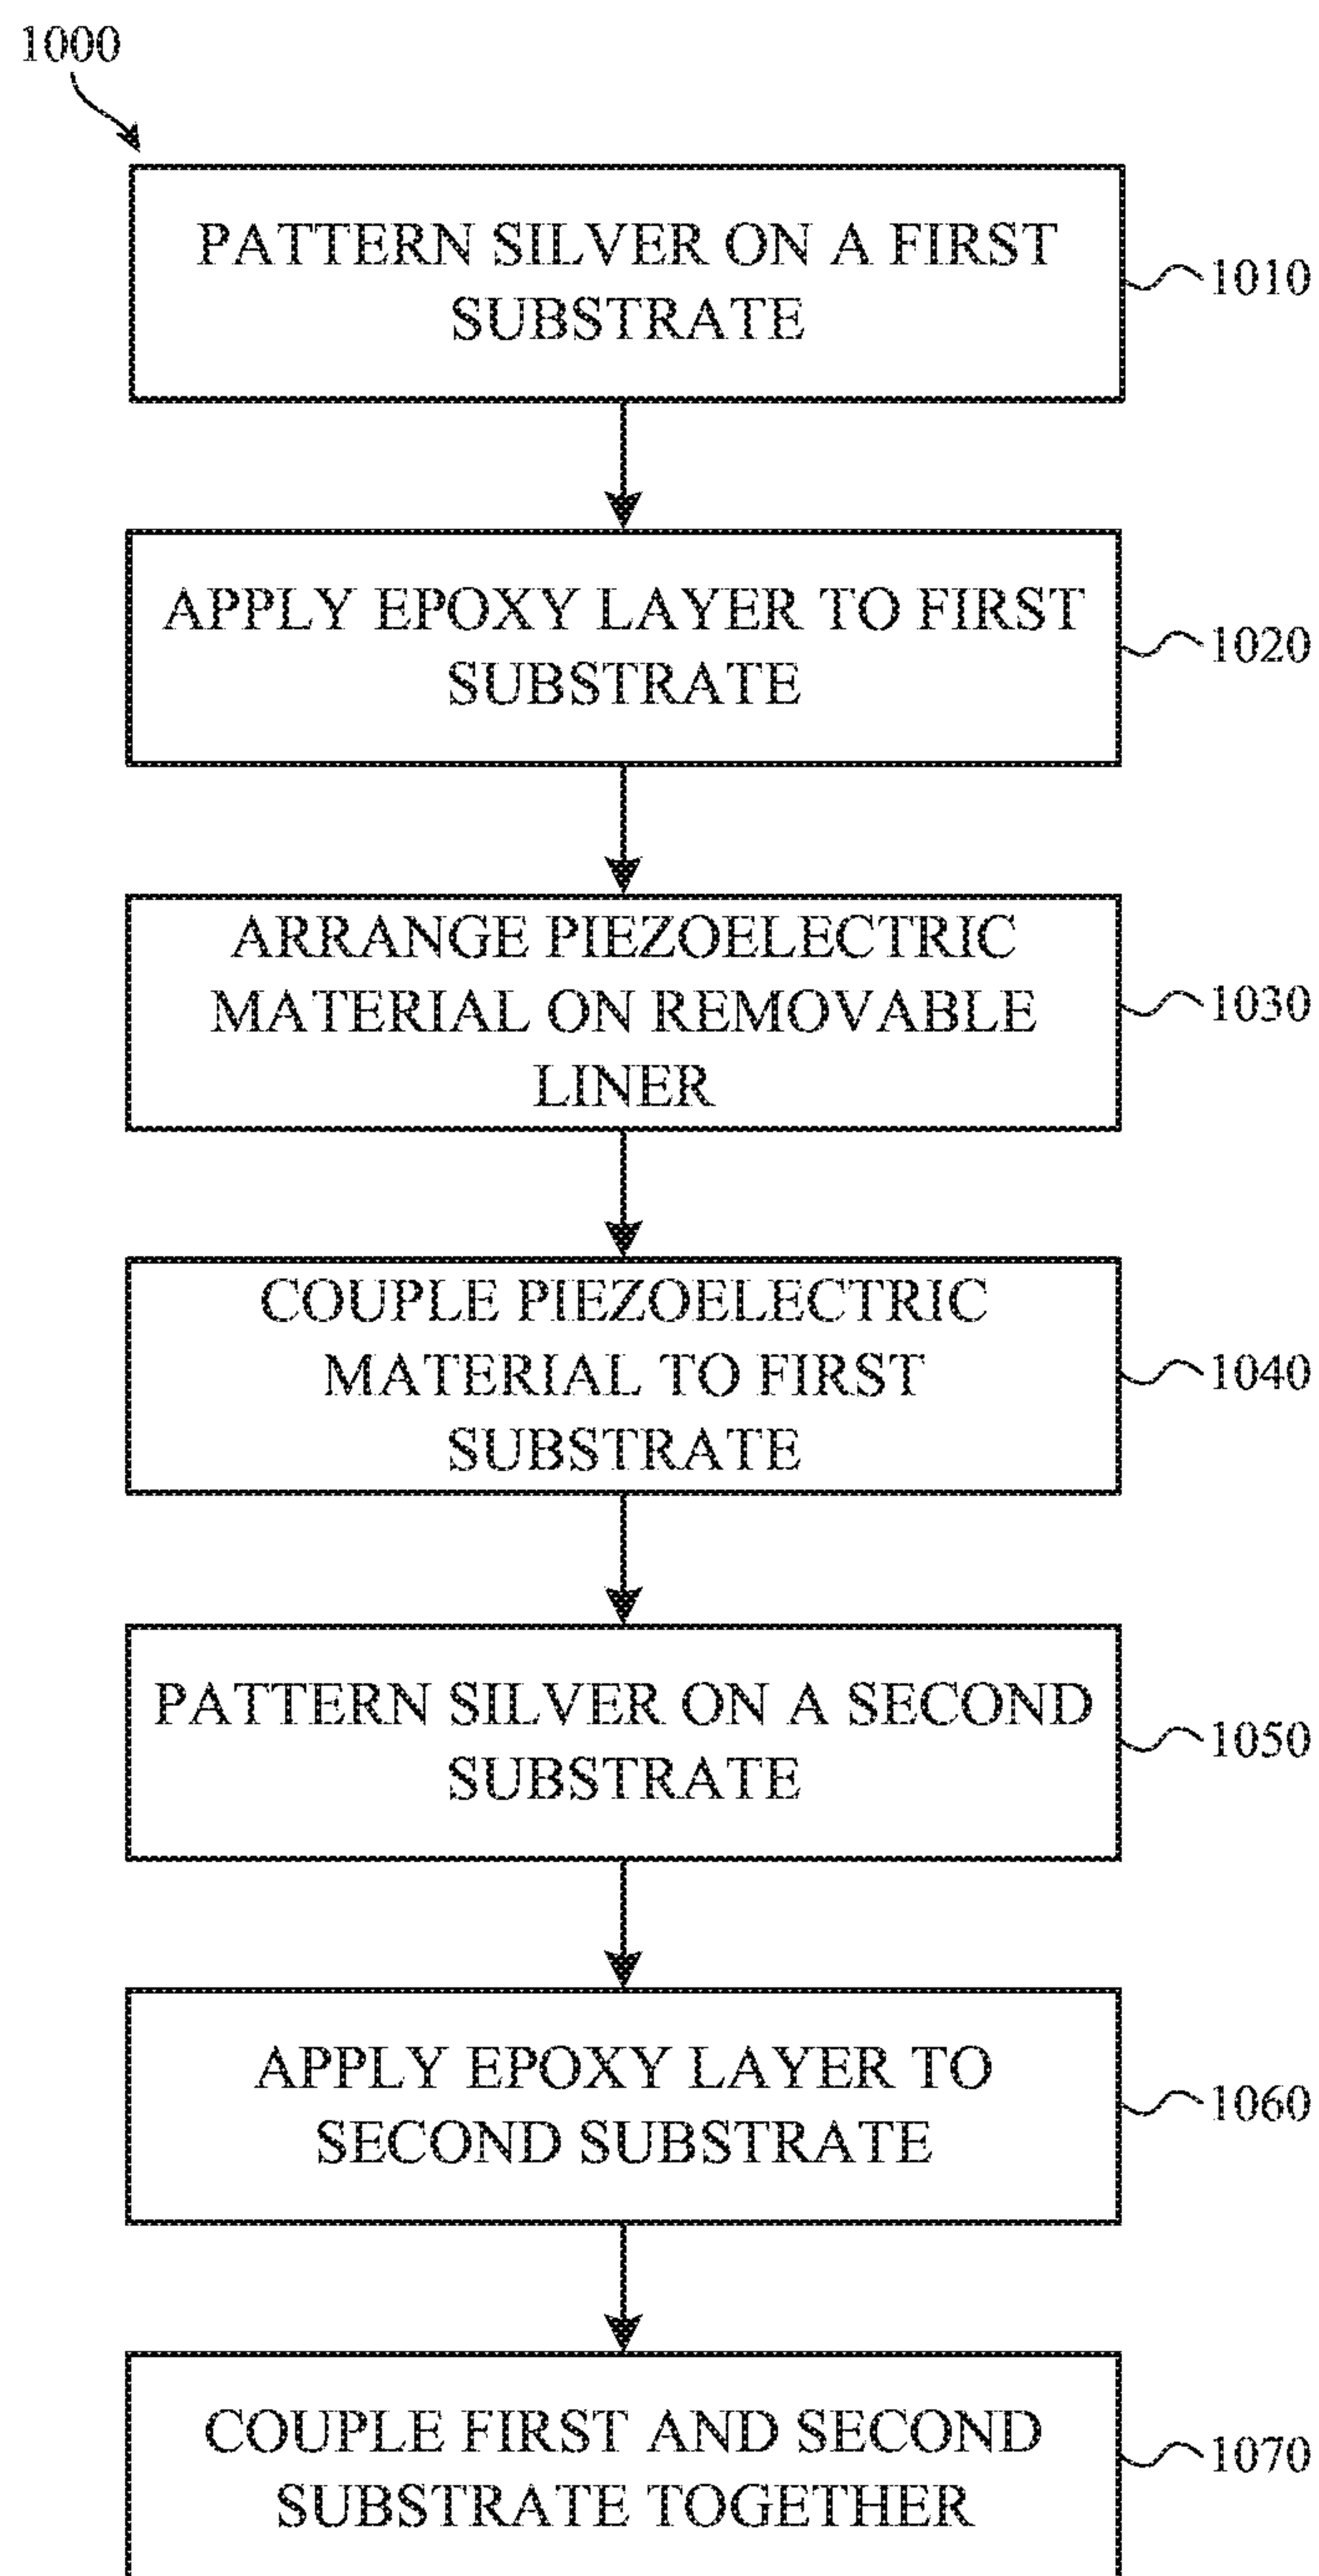 1000
PATTERN SILVER ON A FIRST
SUBSTRATE
1010
APPLY EPOXY LAYER TO FIRST
SUBSTRATE
1020
ARRANGE PIEZOELECTRIC
MATERIAL ON REMOVABLE
LINER
1030
COUPLE PIEZOELECTRIC
MATERIAL TO FIRST
SUBSTRATE
1040
PATTERN SILVER ON A SECOND
SUBSTRATE
1050
APPLY EPOXY LAYER TO
SECOND SUBSTRATE
1060
COUPLE FIRST AND SECOND
SUBSTRATE TOGETHER
1070